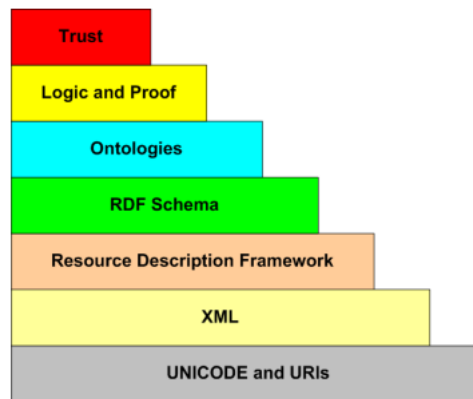 Trust
Logic and Proof
Ontologies
RDF Schema
Resource Description Framework
XML
UNICODE and URIs